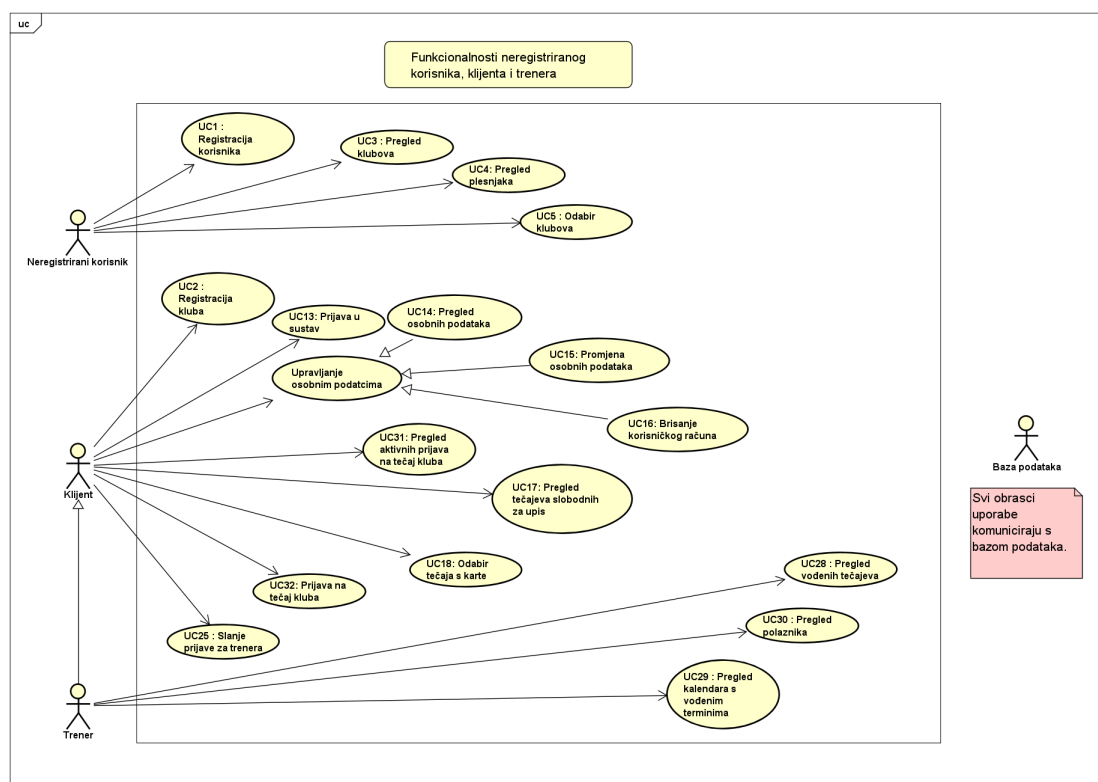 uc
Funkcionalnosti neregistriranog
korisnika, klijenta i trenera
UC1 :
Registracija
korisnika
UC3 : Pregled
klubova
UC4: Pregled
plesnjaka
UC5 : Odabir
klubova
Neregistrirani korisnik
UC2 :
Registracija
kluba
UC13: Prijava u
sustav
UC14: Pregled
osobnih podataka
UC15: Promjena
osobnih podataka
Upravljanje
osobnim podatcima
UC16: Brisanje
korisničkog računa
UC31: Pregled
aktivnih prijava
na tečaj kluba
Klijent
UC17: Pregled
tečajeva slobodnih
za upis
Baza podataka
Svi obrasci
uporabe
komuniciraju s
bazom podataka.
UC18: Odabir
tečaja s karte
UC28 : Pregled
vođenih tečajeva
UC32: Prijava na
tečaj kluba
UC25 : Slanje
prijave za trenera
UC30 : Pregled
polaznika
UC29 : Pregled
kalendara s
vođenim
terminima
Trener